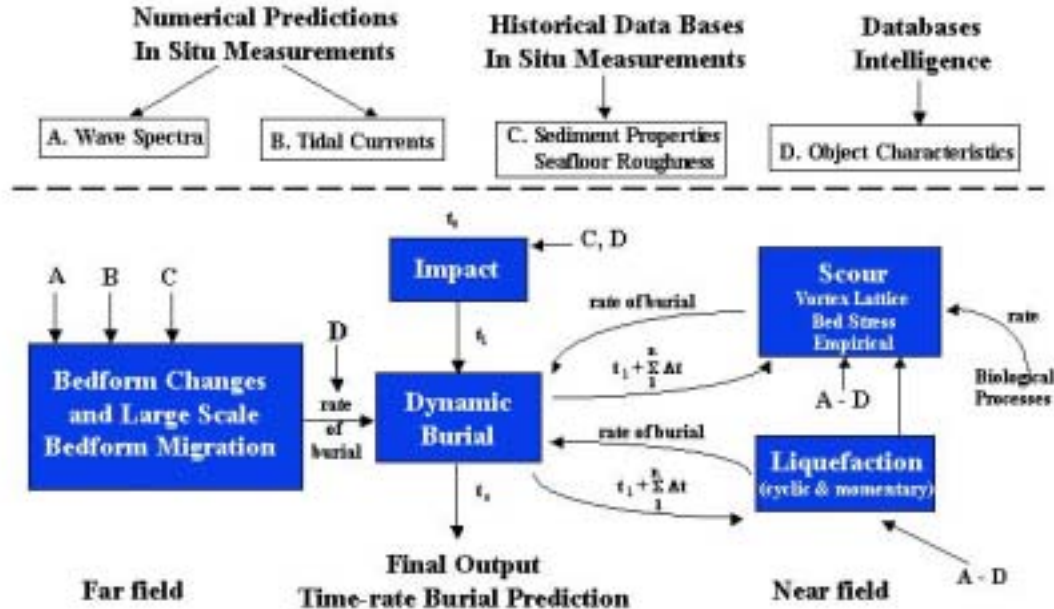 Numerical Predictions
In Situ Measurements
Historical Data Bases
In Situ Measurements
Databases
Intelligence
A. Wave Spectra
B. Tidal Currents
C. Sediment Properties
Seafloor Roughness
D. Object Characteristics
C, D
Impact
A
B
C
D
Bedform Changes
and Large Scale
Bedform Migration
rate
of
burial
Dynamic
Burial
rate of burial
Scour
Vortex Lattice
Bed Stress
Empirical
rate
Biological
Processes
A - D
rate of burial
Liquefaction
(cyclic & momentary)
A - D
Final Output
Time-rate Burial Prediction
Far field
Near field